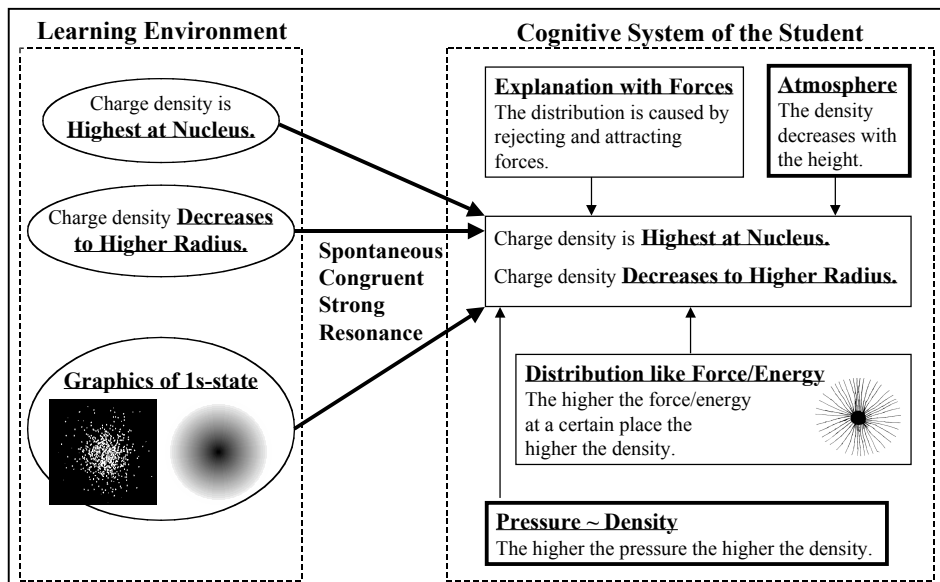 Learning Environment
Charge density is
Highest at Nucleus.
Charge density Decreases
to Higher Radius.
Graphics of 1s-state
Spontaneous
Congruent
Strong
Resonance
Cognitive System of the Student
Explanation with Forces
The distribution is caused by
rejecting and attracting
forces.
Atmosphere
The density
decreases with
the height.
Charge density is Highest at Nucleus.
Charge density Decreases to Higher Radius.
Distribution like Force/Energy
The higher the force/energy
at a certain place the
higher the density.
Pressure ~ Density
The higher the pressure the higher the density.